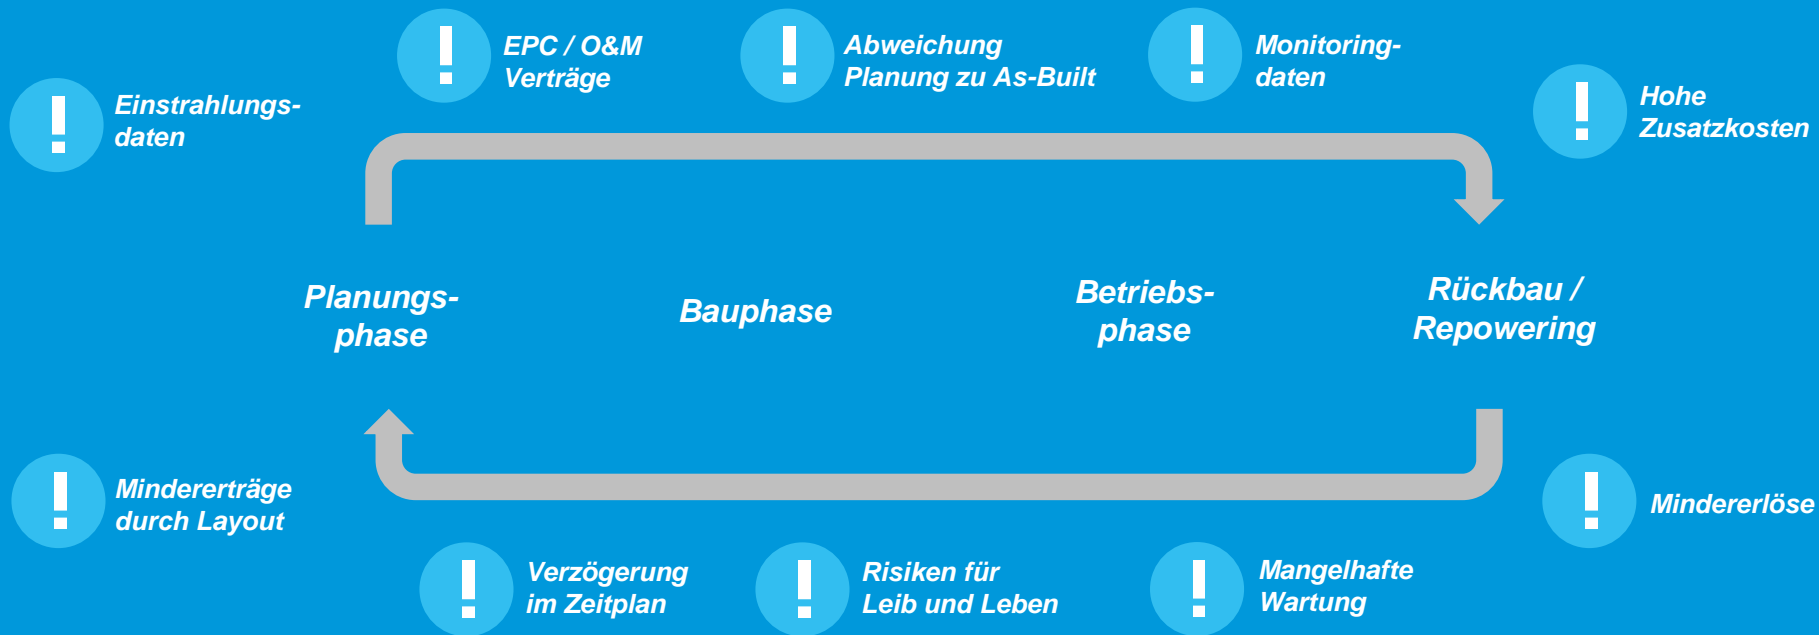 EPC / O&M
Verträge
Abweichung
Planung zu As-Built
Monitoring-
daten
Einstrahlungs-
daten
Hohe
Zusatzkosten
Planungs-
phase
Bauphase
Betriebs-
phase
Rückbau /
Repowering
Mindererträge
durch Layout
Mindererlöse
Verzögerung
im Zeitplan
Risiken für
Leib und Leben
Mangelhafte
Wartung